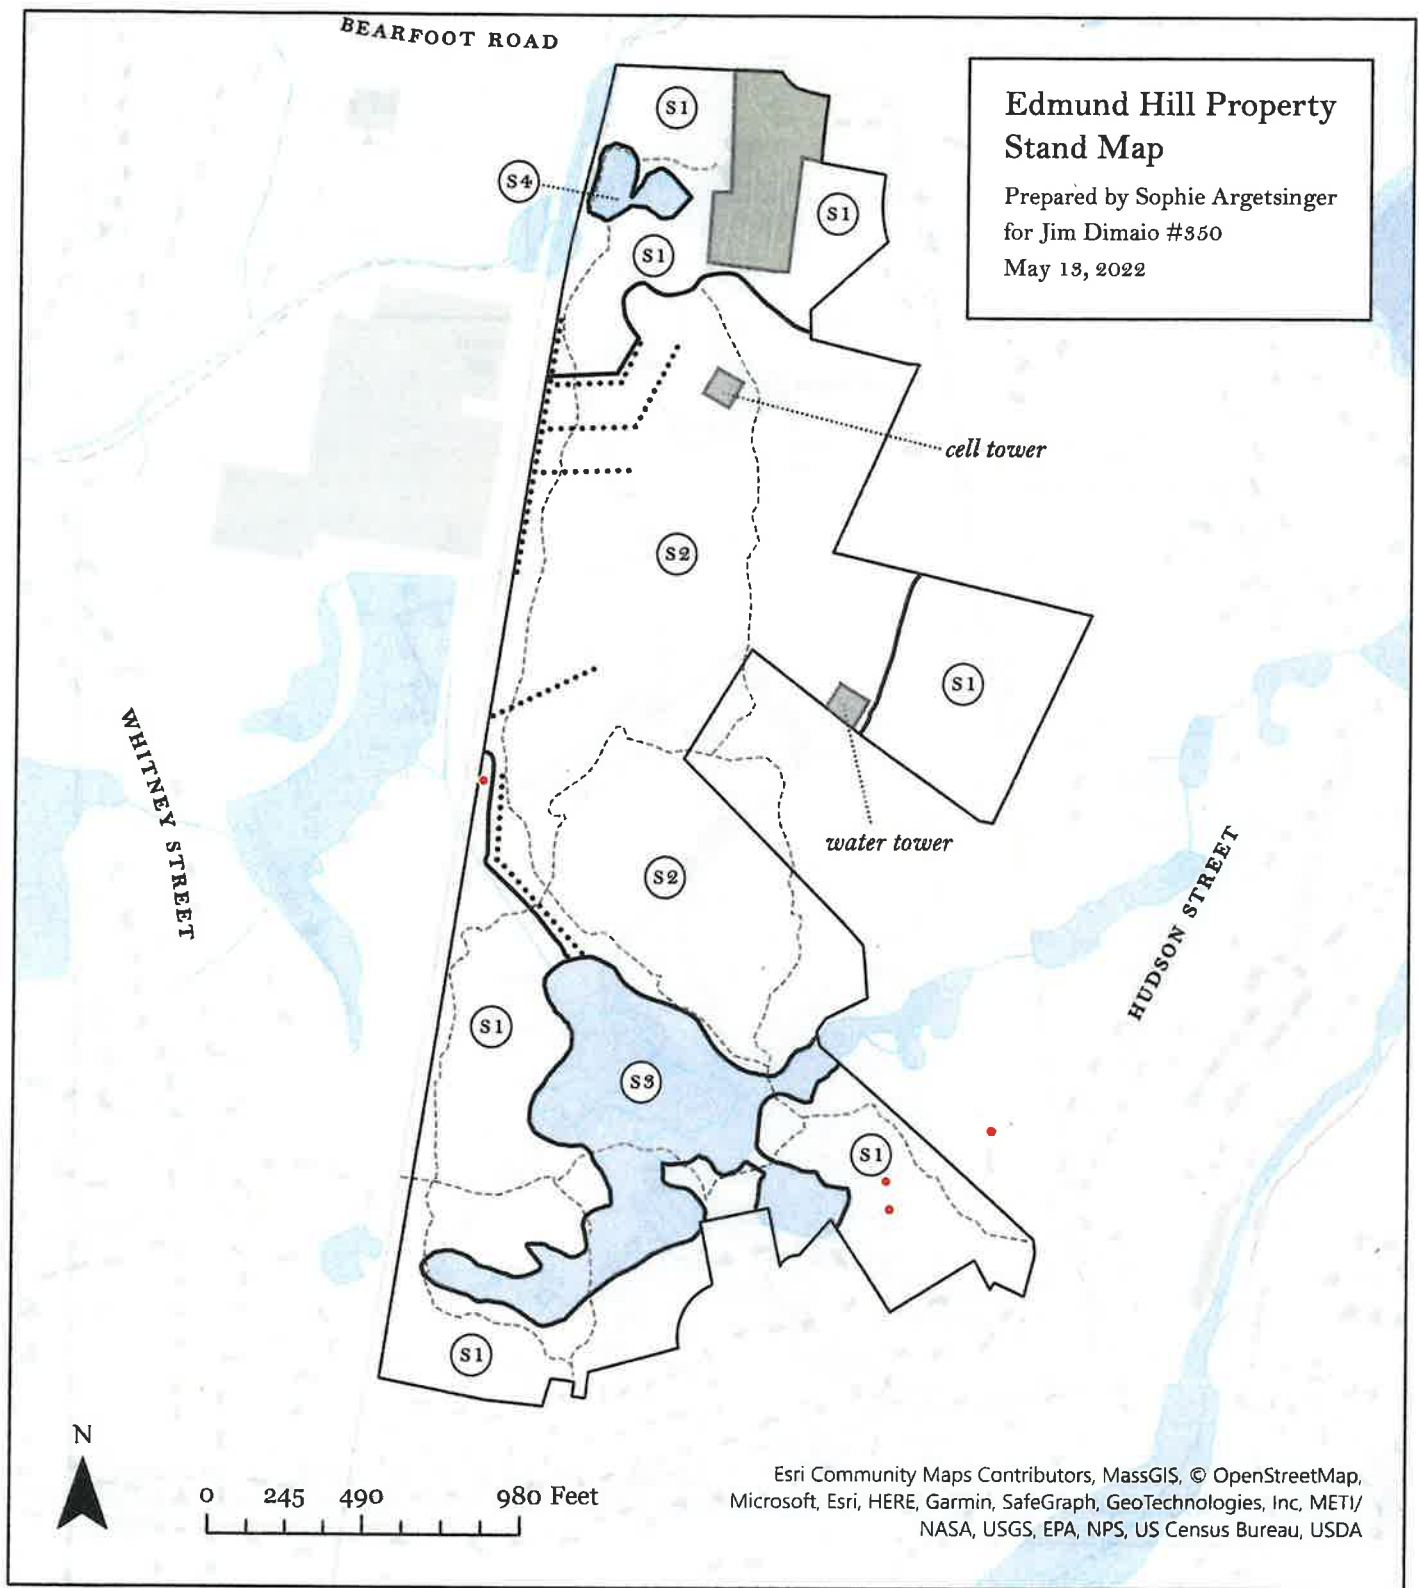 BEARFOOT ROAD
Edmund Hill Property
Stand Map
Prepared by Sophie Argetsinger
for Jim Dimaio #350
May 13, 2022
S1
S4
S1
S1
cell tower
S2
S1
WHITNEY STREET
water tower
HUDSON STREET
S2
S1
S3
S1
S1
N
0 245 490 980 Feet
Esri Community Maps Contributors, MassGIS, © OpenStreetMap,
Microsoft, Esri, HERE, Garmin, SafeGraph, GeoTechnologies, Inc, METI/
NASA, USGS, EPA, NPS, US Census Bureau, USDA